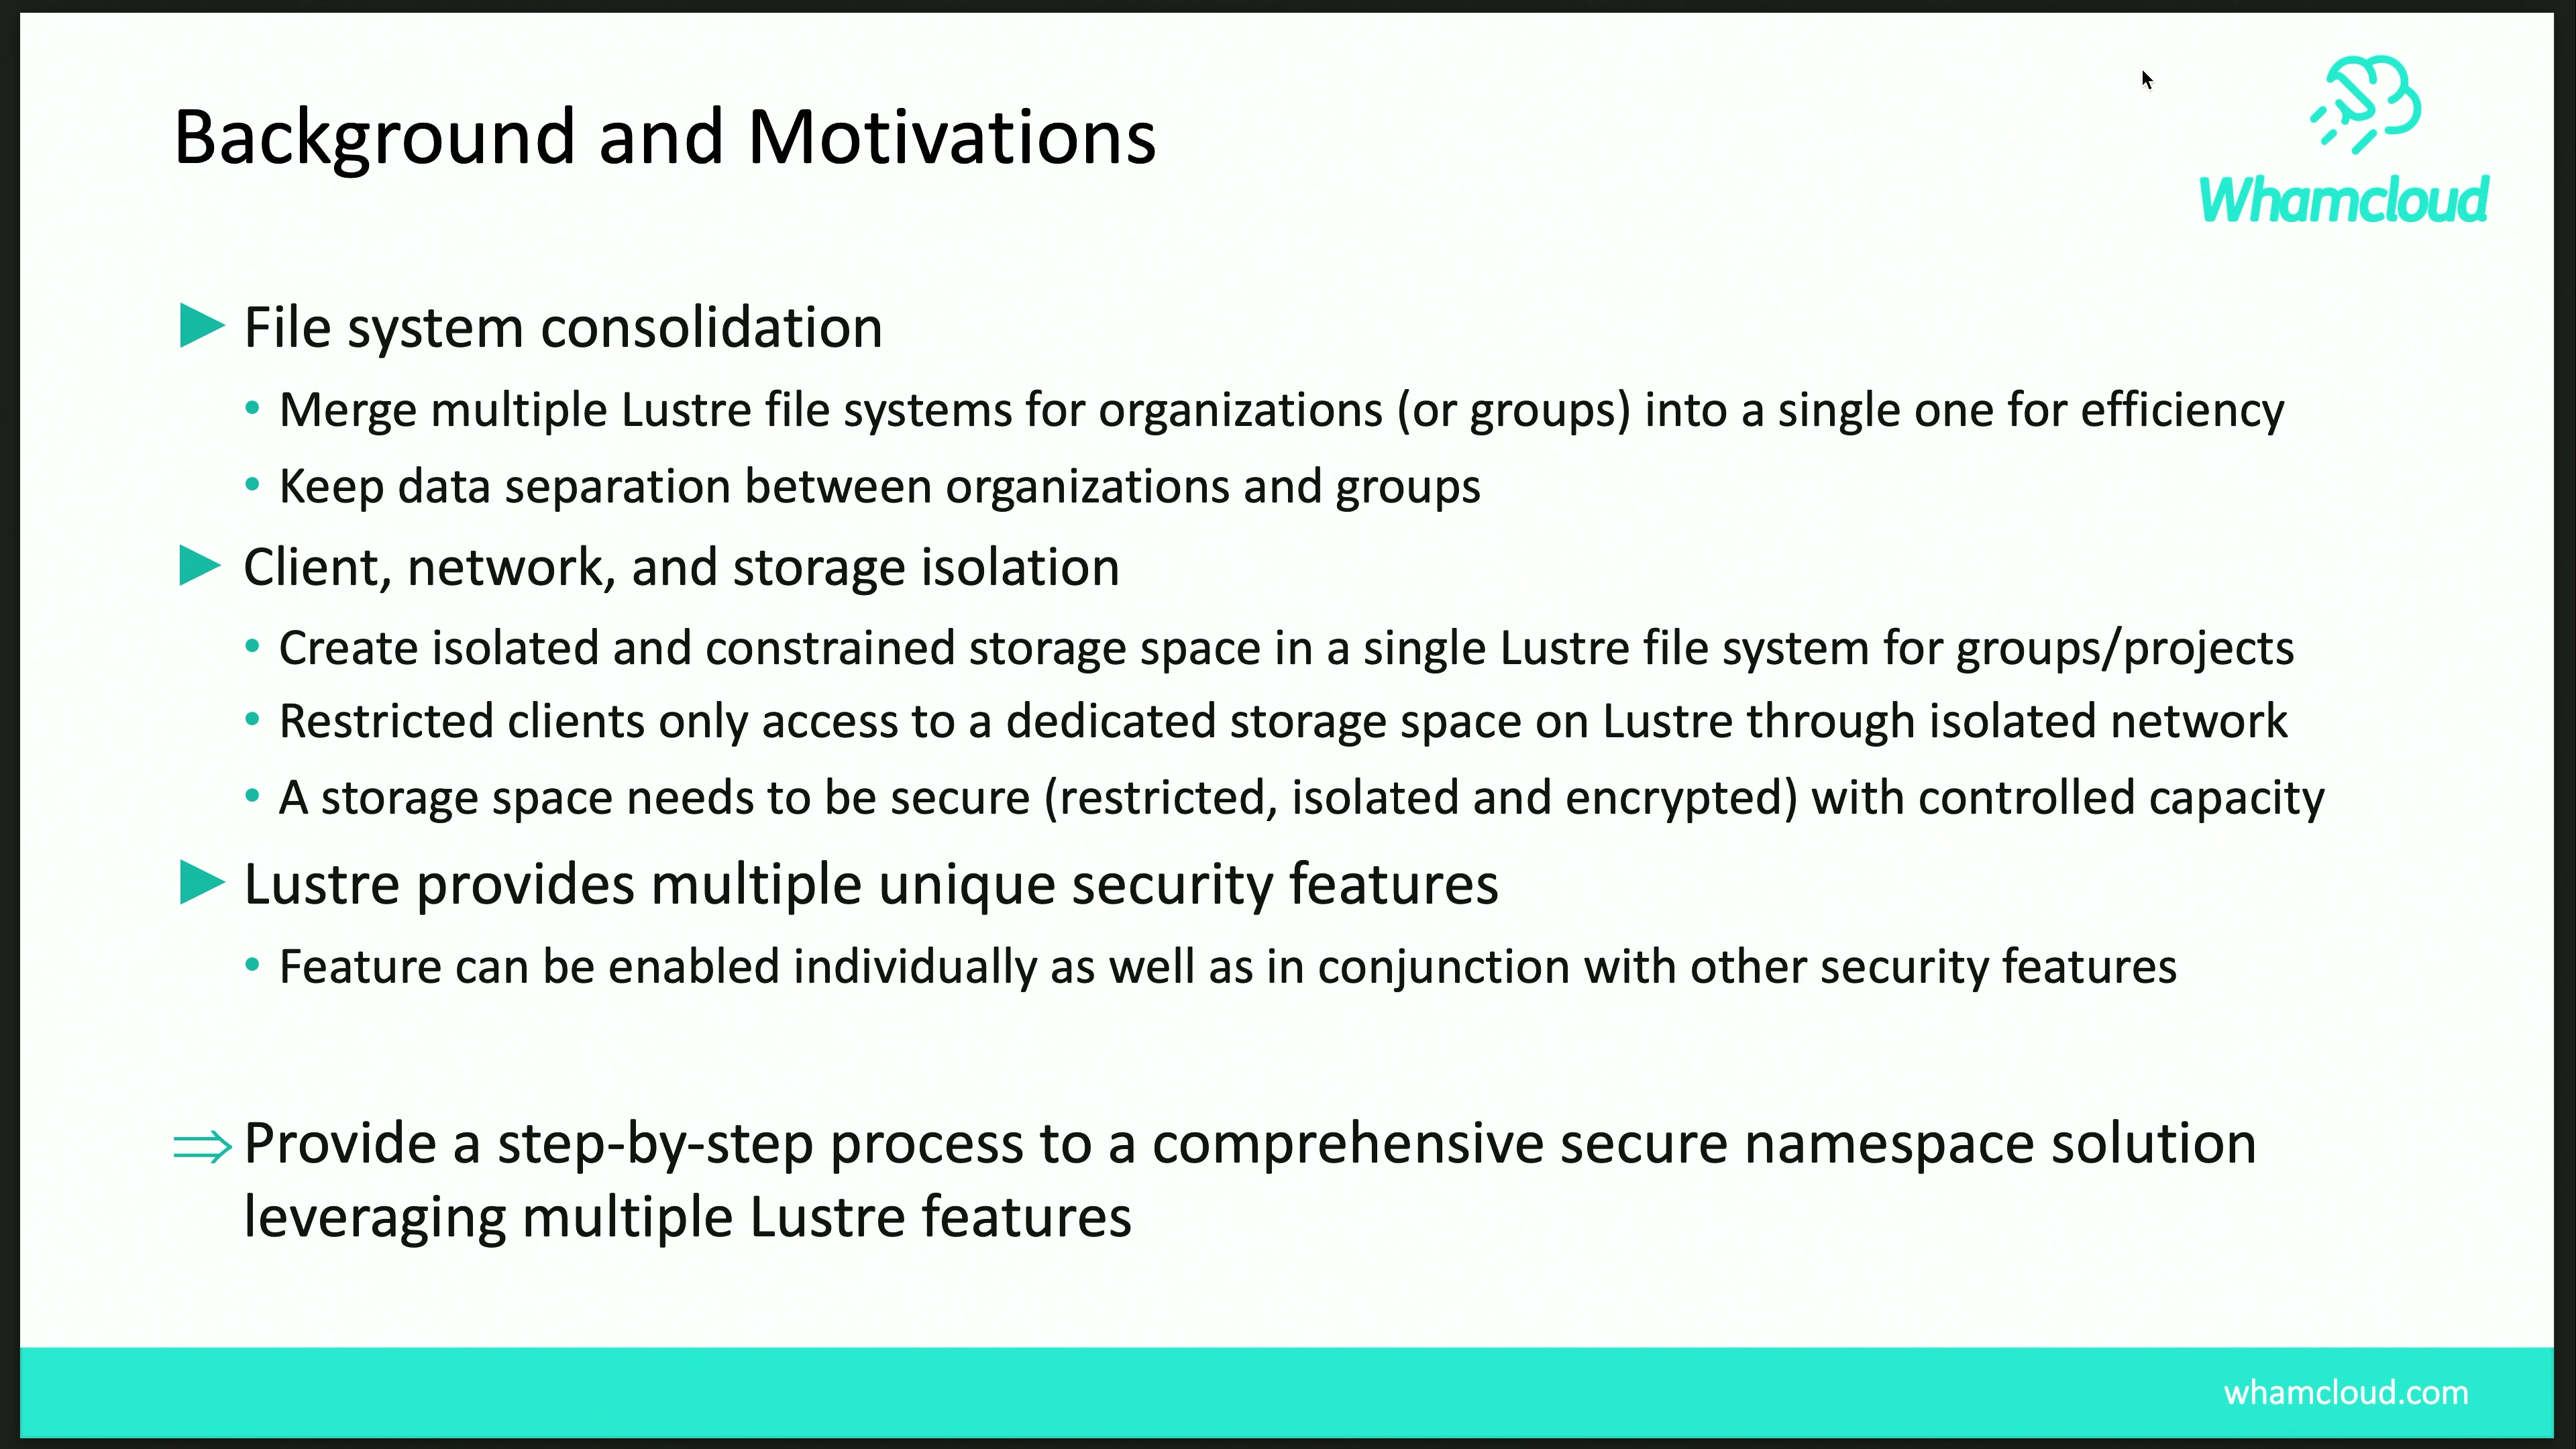 Background and Motivations
Whamcloud
▶ File system consolidation
• Merge multiple Lustre file systems for organizations (or groups) into a single one for efficiency
• Keep data separation between organizations and groups
▶ Client, network, and storage isolation
• Create isolated and constrained storage space in a single Lustre file system for groups/projects
• Restricted clients only access to a dedicated storage space on Lustre through isolated network
• A storage space needs to be secure (restricted, isolated and encrypted) with controlled capacity
▶ Lustre provides multiple unique security features
• Feature can be enabled individually as well as in conjunction with other security features
⇒ Provide a step-by-step process to a comprehensive secure namespace solution
leveraging multiple Lustre features
whamcloud.com